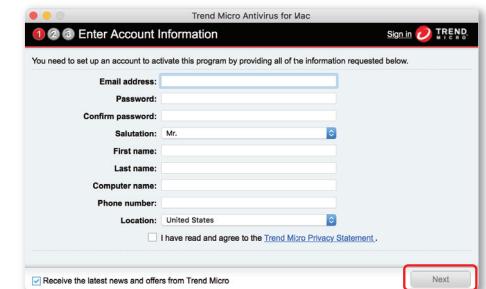 Trend Micro Antivirus for Mac
1 2 3 Enter Account Information
Sign in
TREND
MICRO
You need to set up an account to activate this program by providing all of te information requested below.
Email address:
Password:
Confirm password:
Salutation: Mr.
First name:
Last name:
Computer name:
Phone number:
Location: United States
I have read and agree to the Trend Micro Privacy Statement .
Receive the latest news and offers from Trend Micro
Next